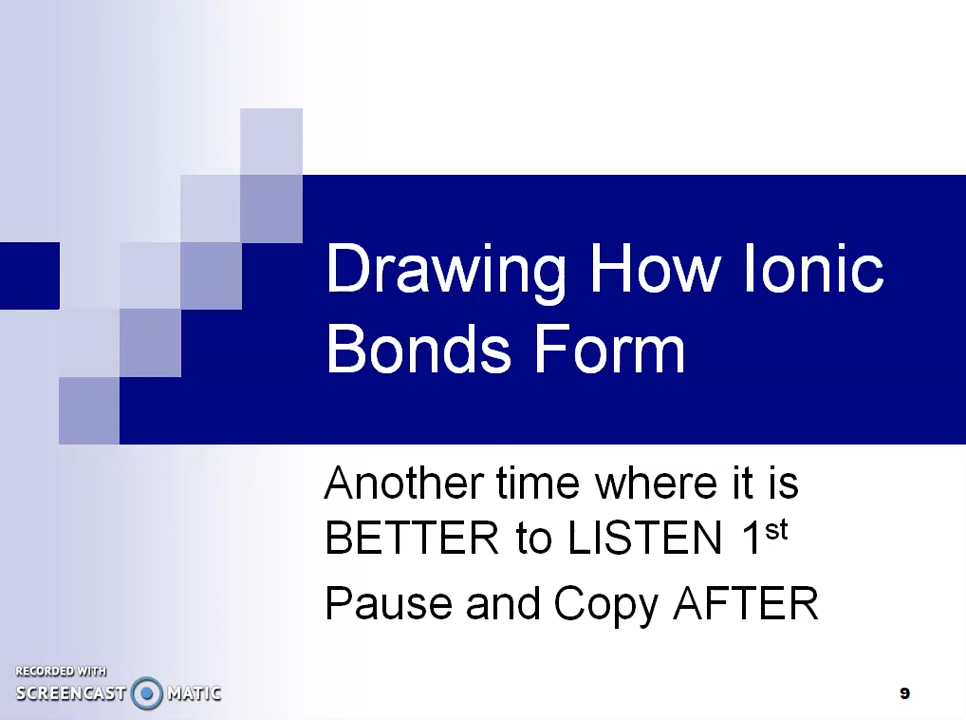 Drawing How Ionic
Bonds Form
Another time where it is
BETTER to LISTEN 1st
Pause and Copy AFTER
RECORDED WITH
SCREENCAST MATIC
9